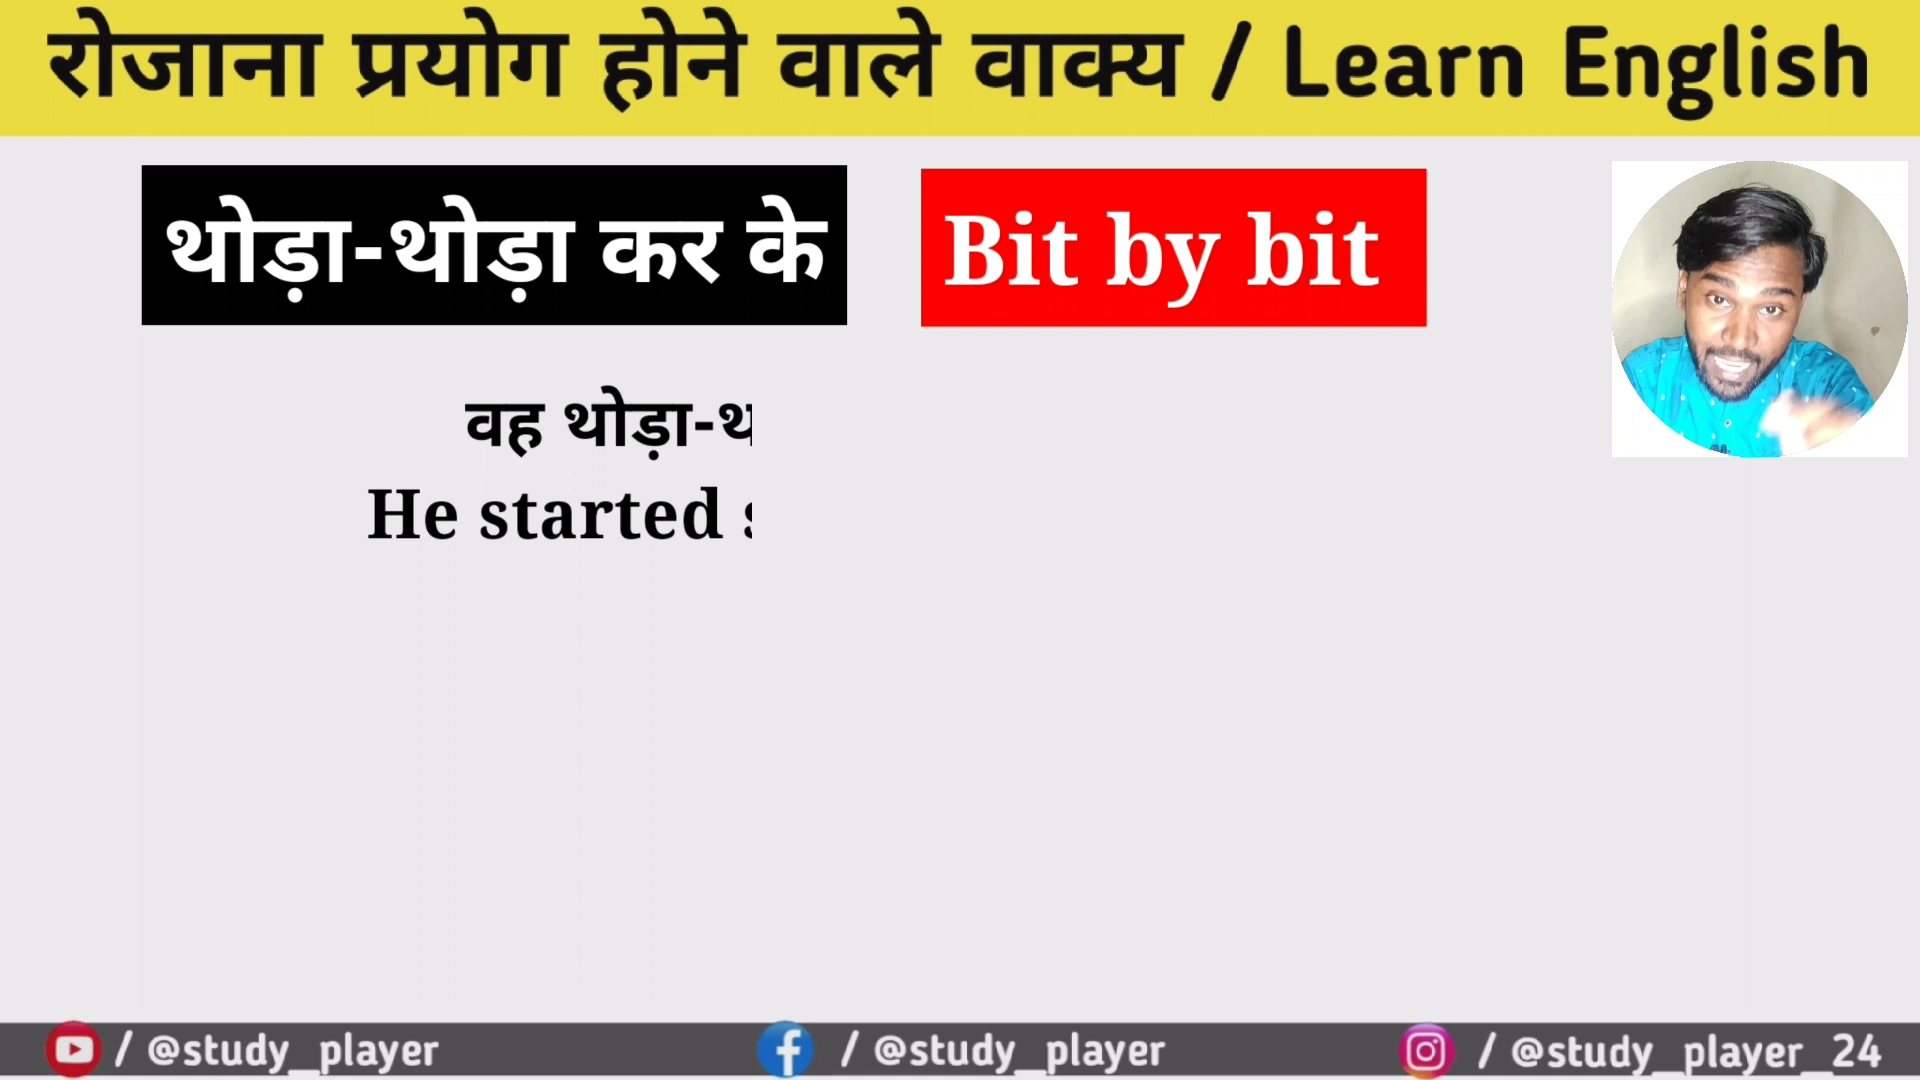 रोजाना प्रयोग होने वाले वाक्य / Learn English
थोड़ा-थोड़ा कर के Bit by bit
वह थोड़ा-
He started
/ @study_player / @study_player / @study_player_24